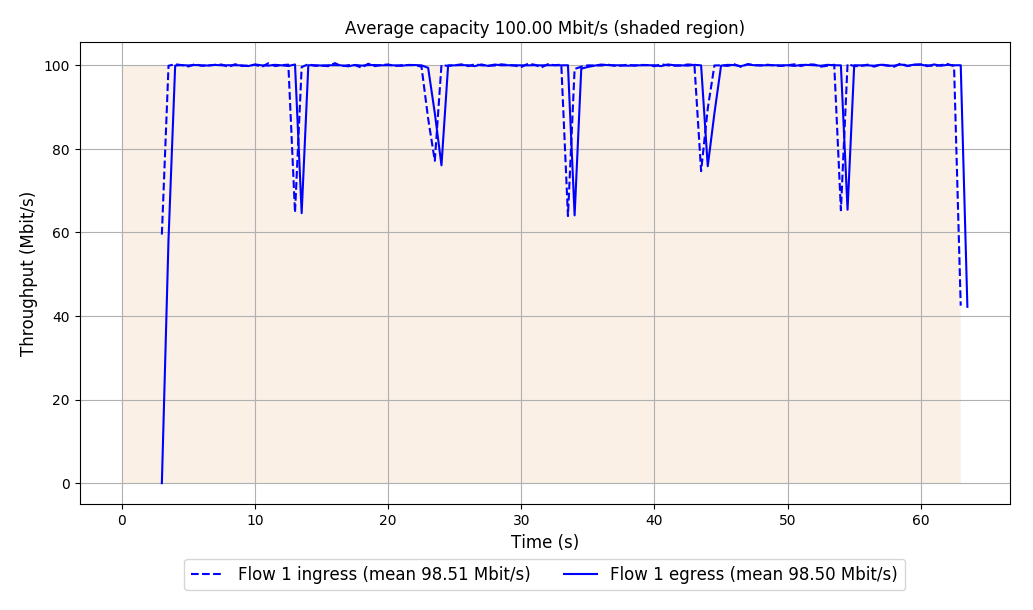 Average capacity 100.00 Mbit/s (shaded region)
Throughput (Mbit/s)
100
80
60
40
20
0
0 10 20 30 40 50 60
Time (s)
Flow 1 ingress (mean 98.51 Mbit/s) Flow 1 egress (mean 98.50 Mbit/s)